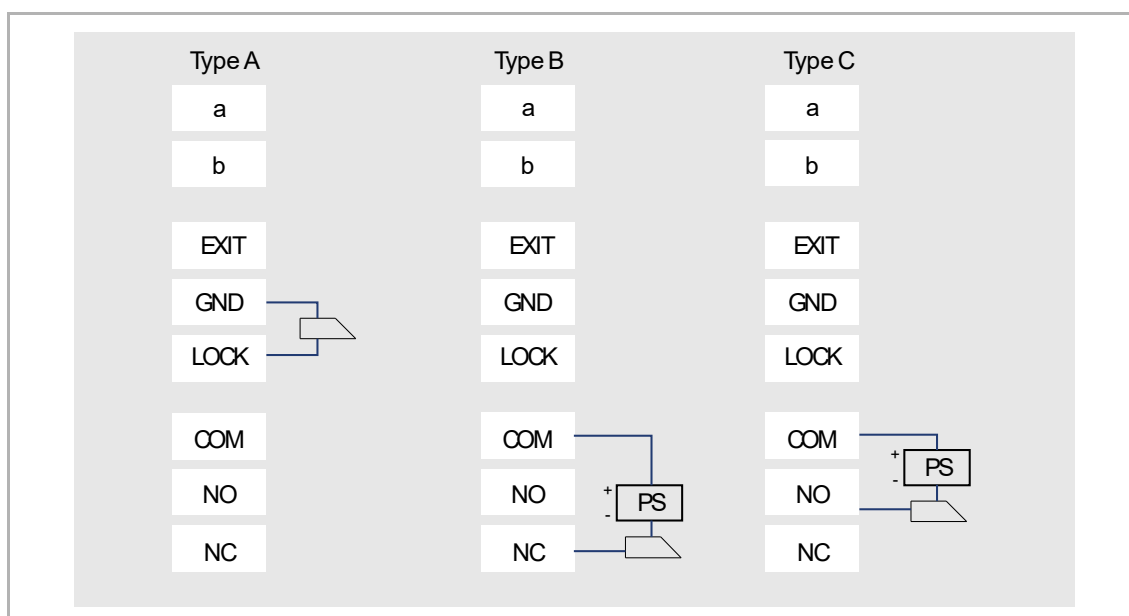 Type A Type B Type C
a a a
b b b
EXIT EXIT EXIT
GND GND GND
LOCK LOCK LOCK
COM COM COM
+ PS
-
NO NO NO
+ PS
-
NC NC NC